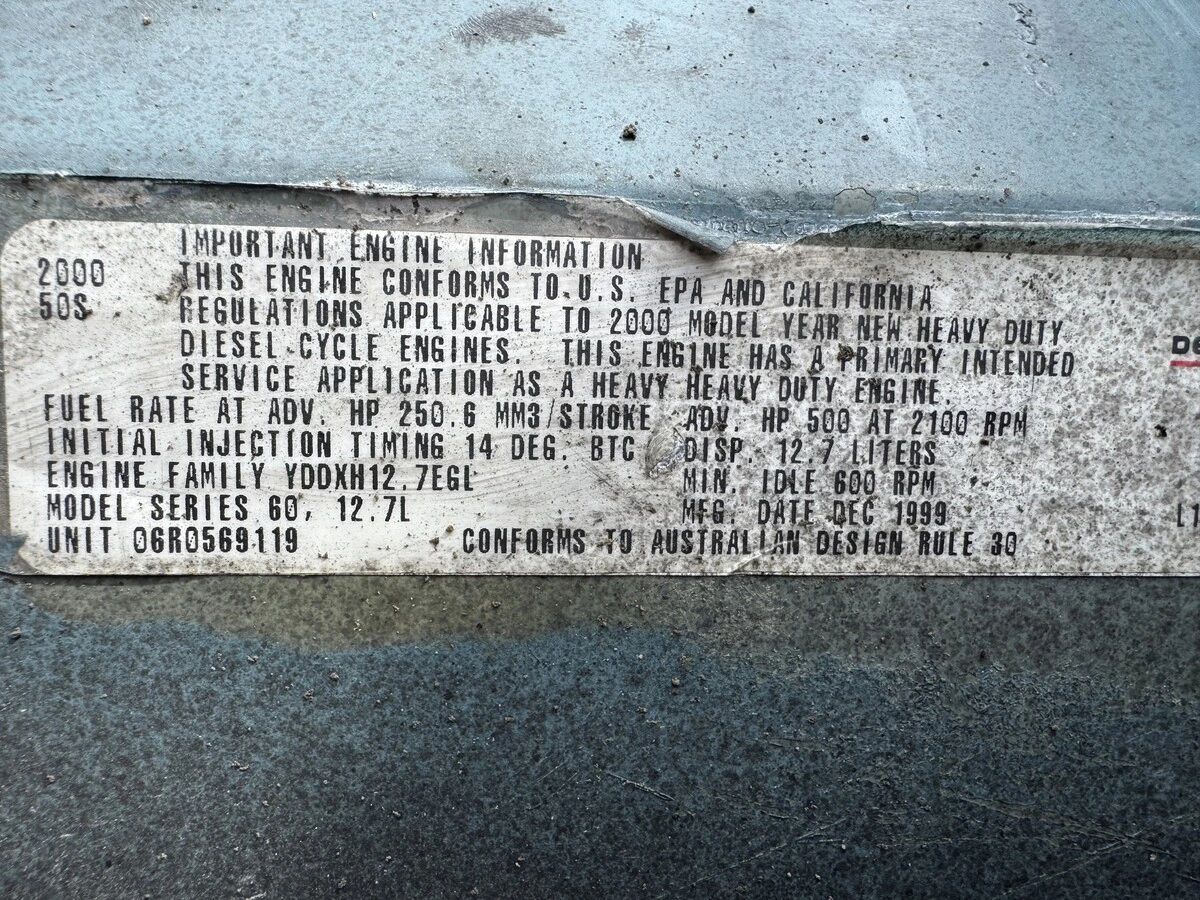 IMPORTANT ENGINE INFORMATION
2000 THIS ENGINE CONFORMS TO U.S. EPA AND CALIFORNIA
50S REGULATIONS APPLICABLE TO 2000 MODEL YEAR NEW HEAVY DUTY
DIESEL CYCLE ENGINES. THIS ENGINE HAS A PRIMARY INTENDED
SERVICE APPLICATION AS A HEAVY HEAVY DUTY ENGINE.
FUEL RATE AT ADV. HP 250.6 MM3/STROKE ADV. HP 500 AT 2100 RPM
INITIAL INJECTION TIMING 14 DEG. BTC DISP. 12.7 LITERS
ENGINE FAMILY YDDXH12.7EGL MIN. IDLE 600 RPM
MODEL SERIES 60, 12.7L MFG. DATE DEC 1999
UNIT 06R0569119 CONFORMS TO AUSTRALIAN DESIGN RULE 30